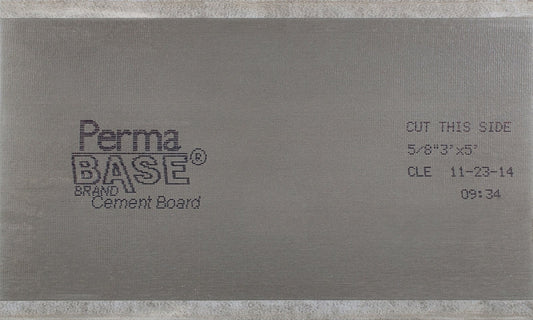 Perma
BASE®
BRAND
Cement Board
CUT THIS SIDE
5/8"3'x5'
CLE 11-23-14
09:34